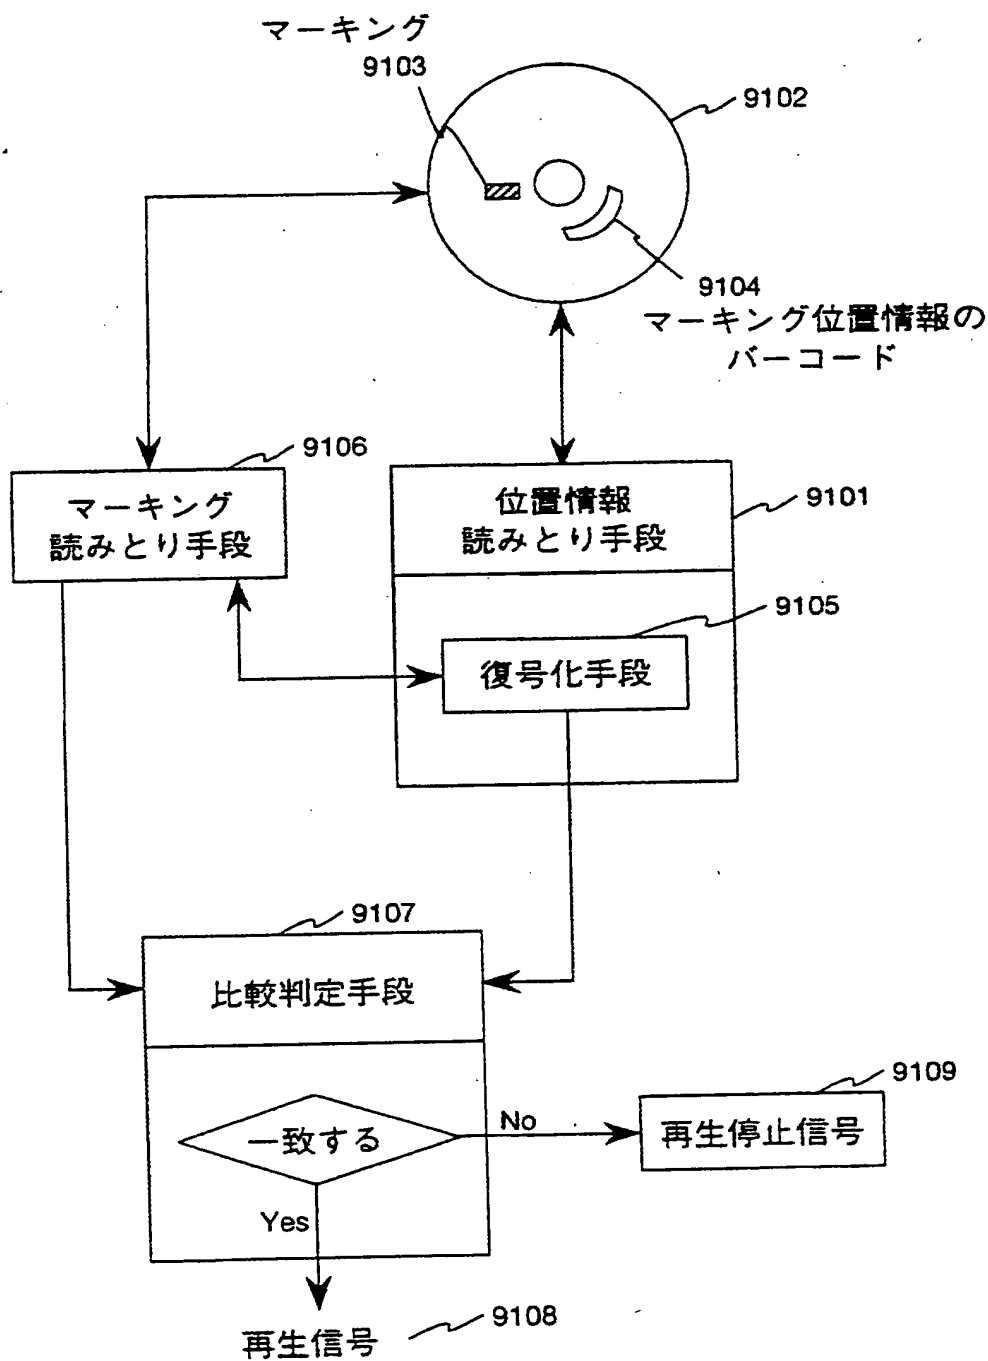 マーキング
9103
9102
9104
マーキング位置情報の
バーコード
9106
マーキング
読みとり手段
9101
位置情報
読みとり手段
9105
復号化手段
9107
比較判定手段
一致する
No
9109
再生停止信号
Yes
9108
再生信号